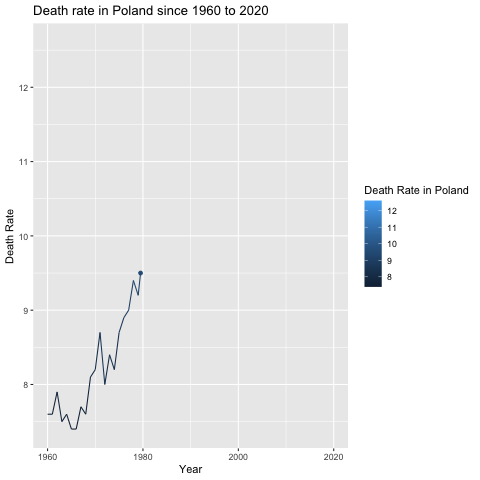 Death rate in Poland since 1960 to 2020
12
11
10
9
8
Death Rate
1960 1980 2000 2020
Year
Death Rate in Poland
12
11
10
9
8